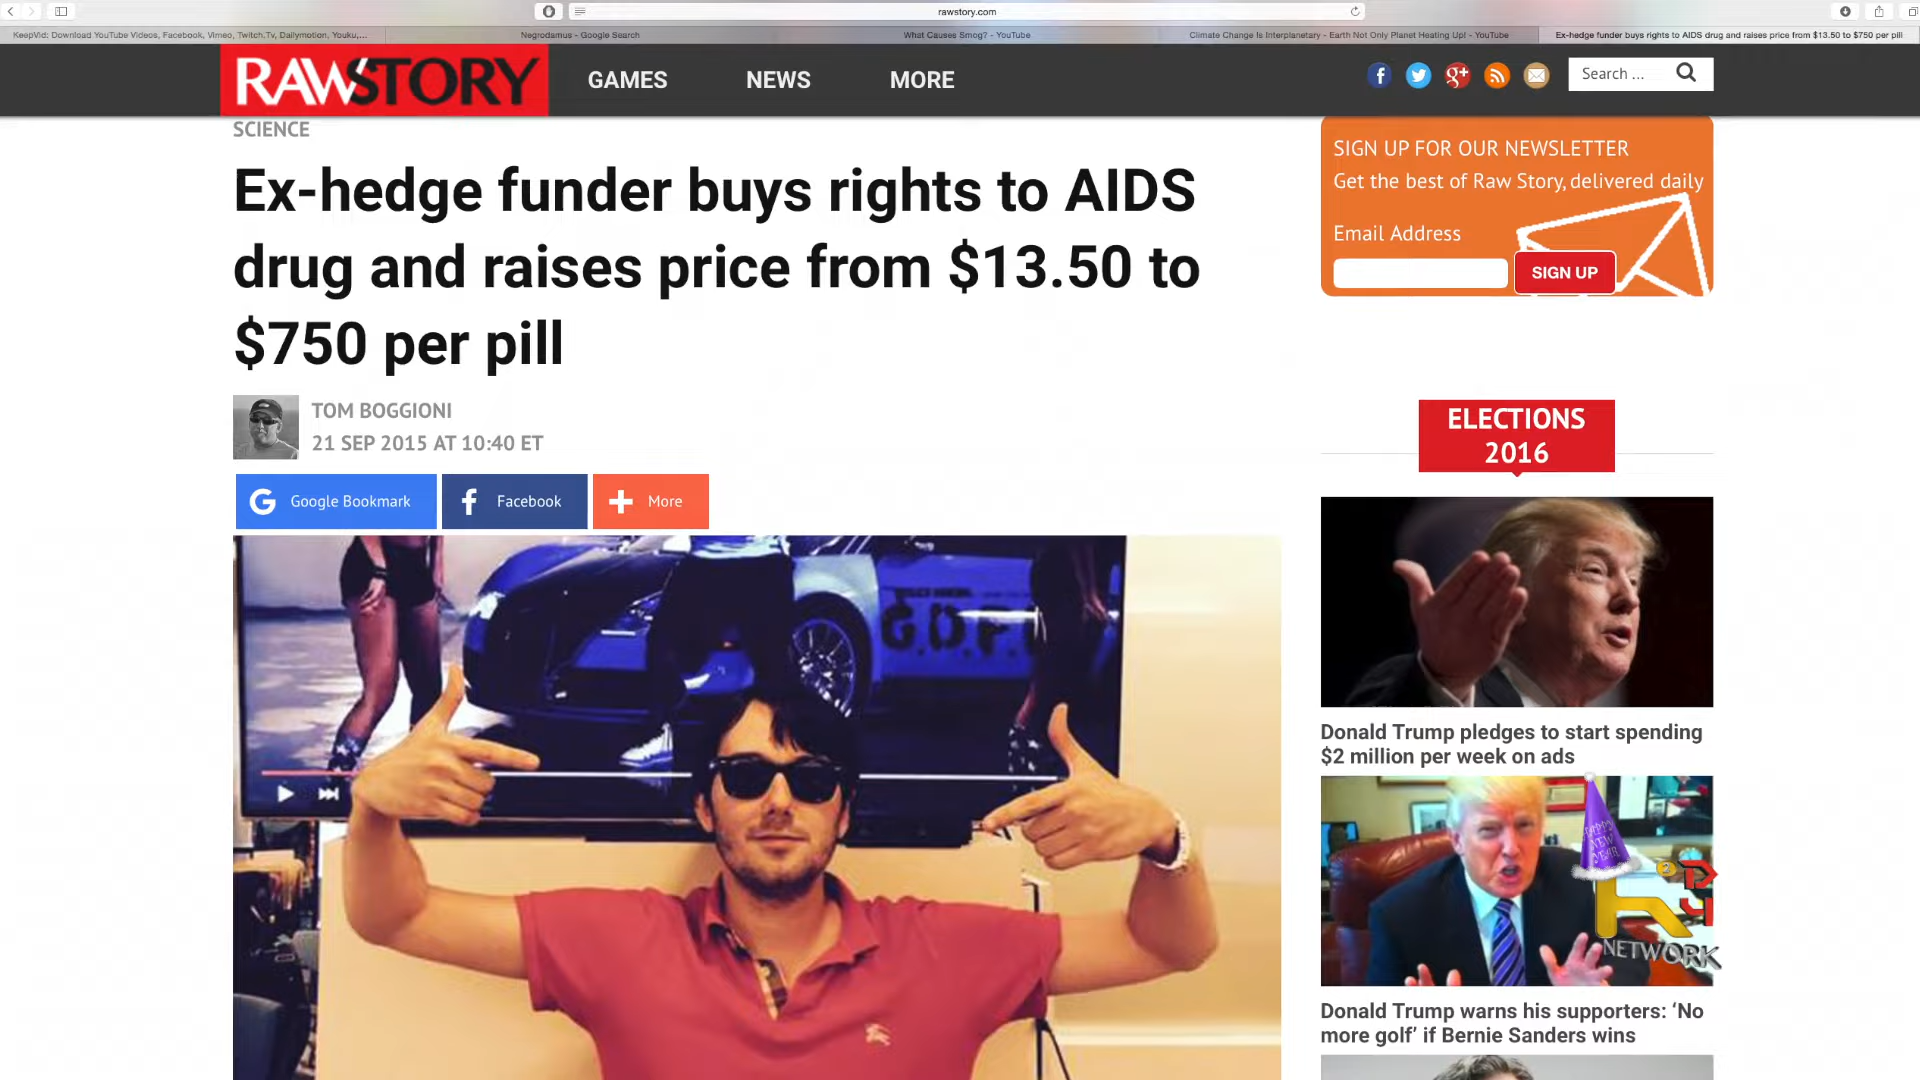 rawstory.com
KeepVid: Download YouTube Videos, Facebook, Vimeo, Twitch.Tv, Dailymotion, Youku,...
Negrodamus - Google Search
What Causes Smog? - YouTube
Climate Change Is Interplanetary - Earth Not Only Planet Heating Up! - YouTube
Ex-hedge funder buys rights to AIDS drug and raises price from $13.50 to $750 per pill
RAWSTORY
GAMES
NEWS
MORE
Search ...
SCIENCE
Ex-hedge funder buys rights to AIDS
drug and raises price from $13.50 to
$750 per pill
TOM BOGGIONI
21 SEP 2015 AT 10:40 ET
Google Bookmark
Facebook
More
SIGN UP FOR OUR NEWSLETTER
Get the best of Raw Story, delivered daily
Email Address
SIGN UP
ELECTIONS
2016
Donald Trump pledges to start spending
$2 million per week on ads
HAPPY
NEW
YEAR
NETWORK
Donald Trump warns his supporters: ‘No
more golf’ if Bernie Sanders wins